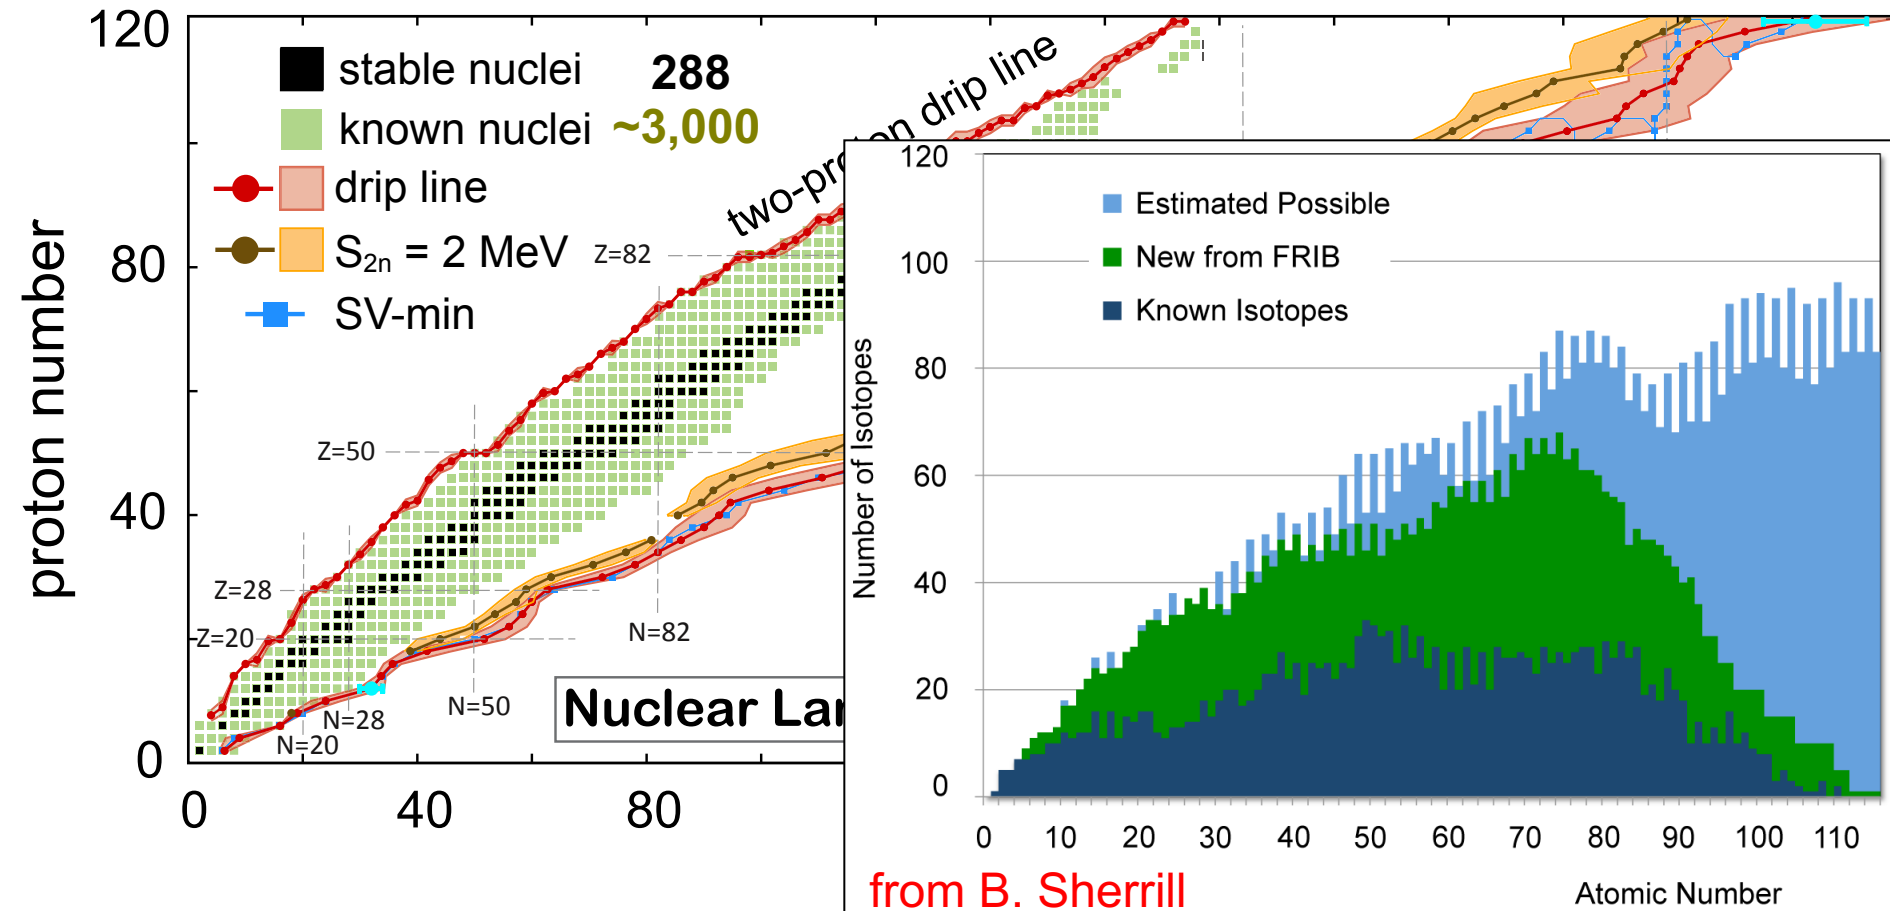 120
80
40
0
proton number
stable nuclei 288
known nuclei ~3,000
drip line
S2n = 2 MeV
SV-min
two-pro
on drip line
Z=82
Z=50
Z=28
Z=20
N=82
N=50
N=28
N=20
Nuclear Lan
0 40 80
120
100
80
60
40
20
0
Number of Isotopes
Estimated Possible
New from FRIB
Known Isotopes
0 10 20 30 40 50 60 70 80 90 100 110
Atomic Number
from B. Sherrill